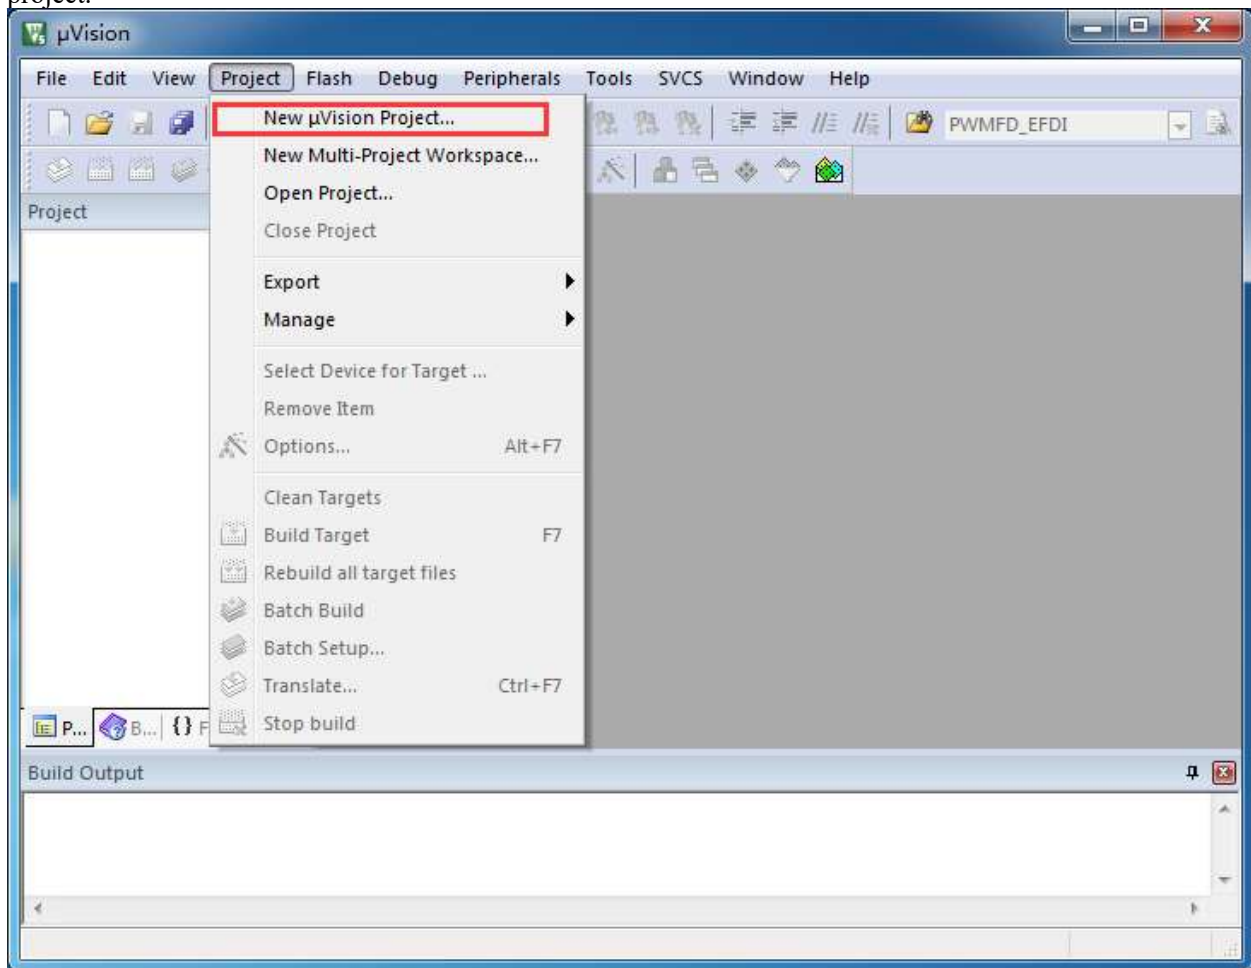 project.
µVision
File Edit View Project Flash Debug Peripherals Tools SVCS Window Help
New µVision Project...
PWMFD_EFDI
New Multi-Project Workspace...
Open Project...
Project
Close Project
Export
Manage
Select Device for Target ...
Remove Item
Options... Alt+F7
Clean Targets
Build Target F7
Rebuild all target files
Batch Build
Batch Setup...
Translate... Ctrl+F7
P... B... {} F
Stop build
Build Output